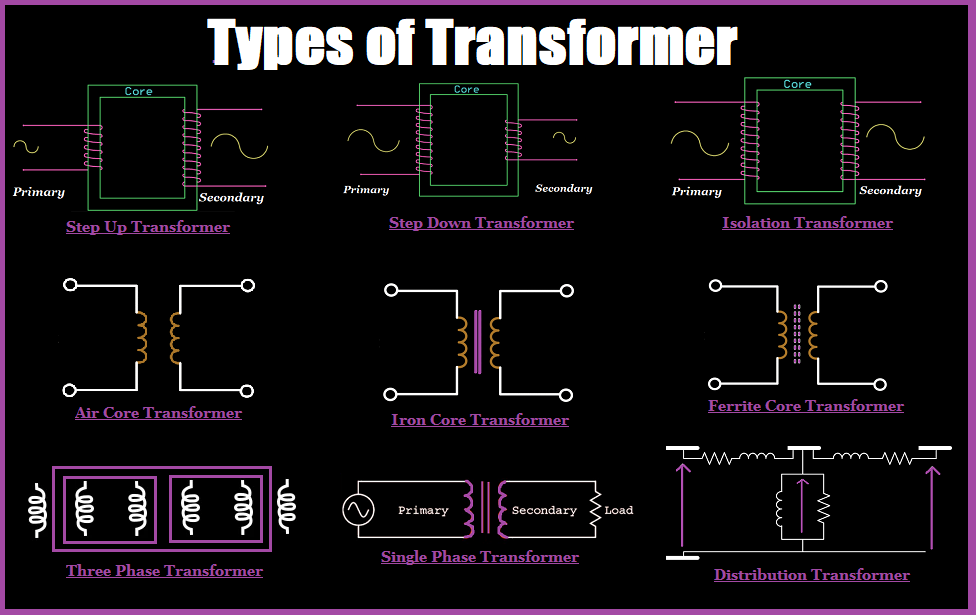 Types of Transformer
Core
Core
Core
Primary
Secondary
Primary
Secondary
Primary
Secondary
Step Up Transformer
Step Down Transformer
Isolation Transformer
Air Core Transformer
Iron Core Transformer
Ferrite Core Transformer
Primary
Secondary
Load
Three Phase Transformer
Single Phase Transformer
Distribution Transformer